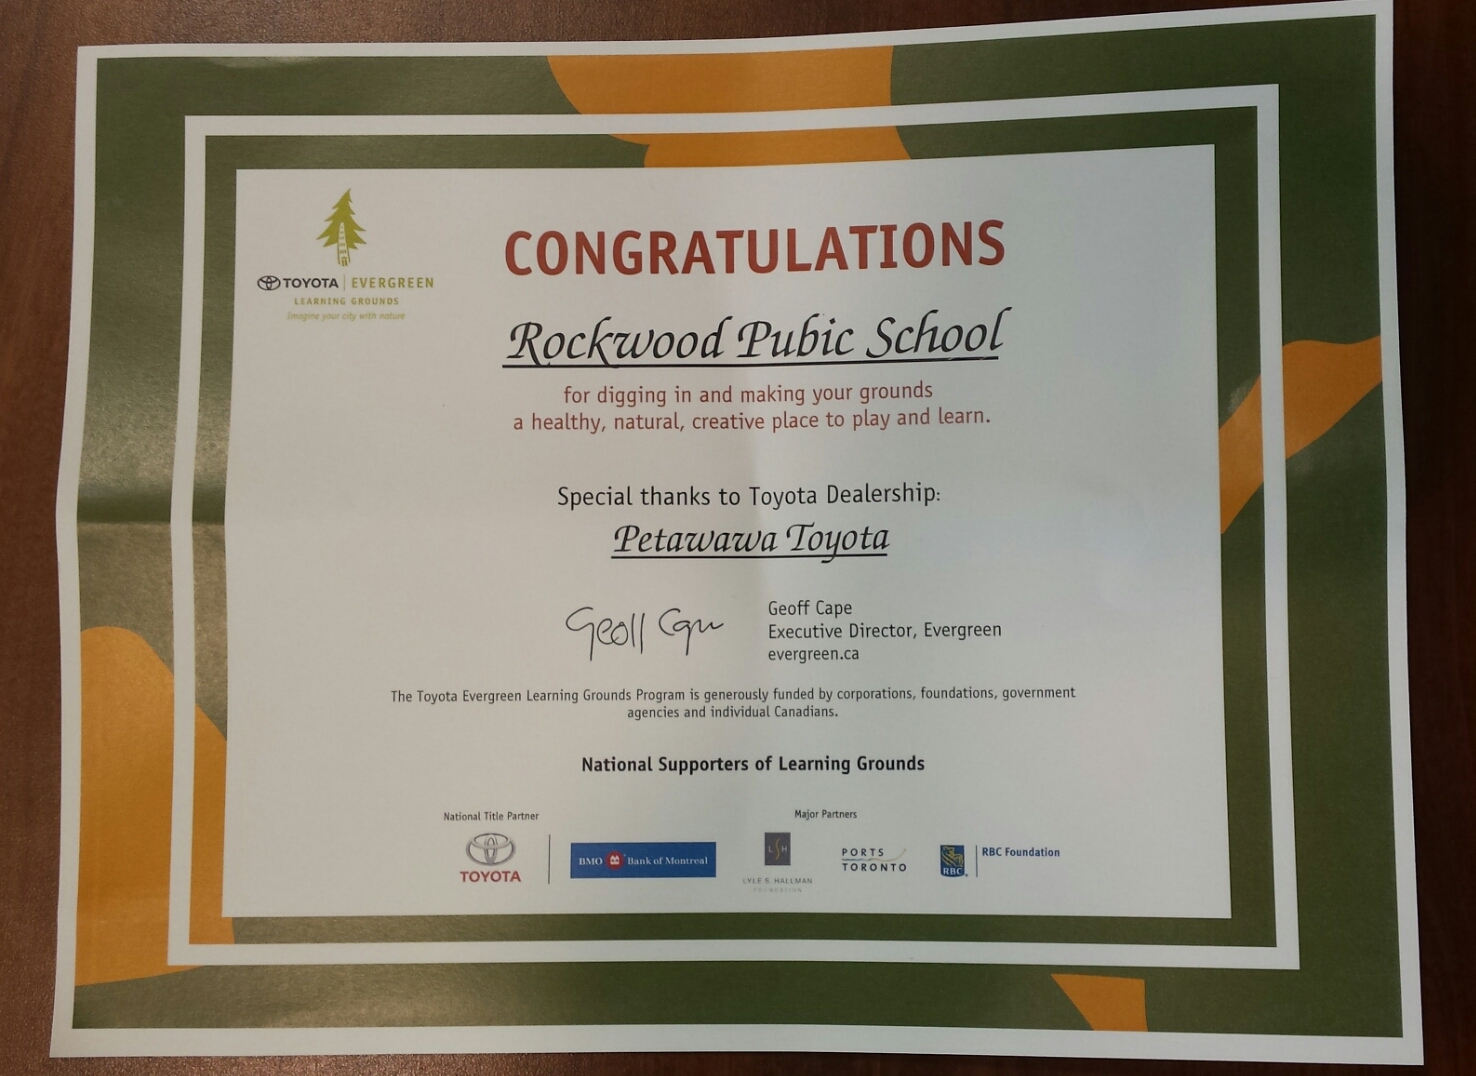 CONGRATULATIONS
TOYOTA | EVERGREEN
LEARNING GROUNDS
Imagine your city with nature
Rockwood Pubic School
for digging in and making your grounds
a healthy, natural, creative place to play and learn.
Special thanks to Toyota Dealership:
Petawawa Toyota
Geoff Cape
Geoff Cape
Executive Director, Evergreen
evergreen.ca
The Toyota Evergreen Learning Grounds Program is generously funded by corporations, foundations, government
agencies and individual Canadians.
National Supporters of Learning Grounds
National Title Partner
Major Partners
TOYOTA
BMO Bank of Montreal
LSH
LYLE S. HALLMAN
FOUNDATION
PORTS
TORONTO
RBC
RBC Foundation